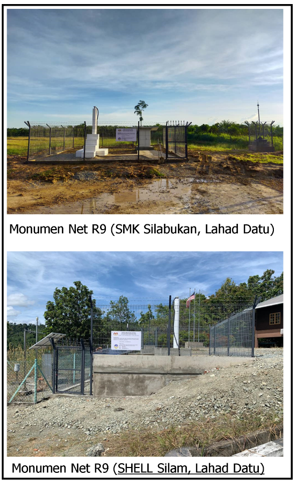 Monumen Net R9 (SMK Silabukan, Lahad Datu)
Monumen Net R9 (SHELL Silam, Lahad Datu)